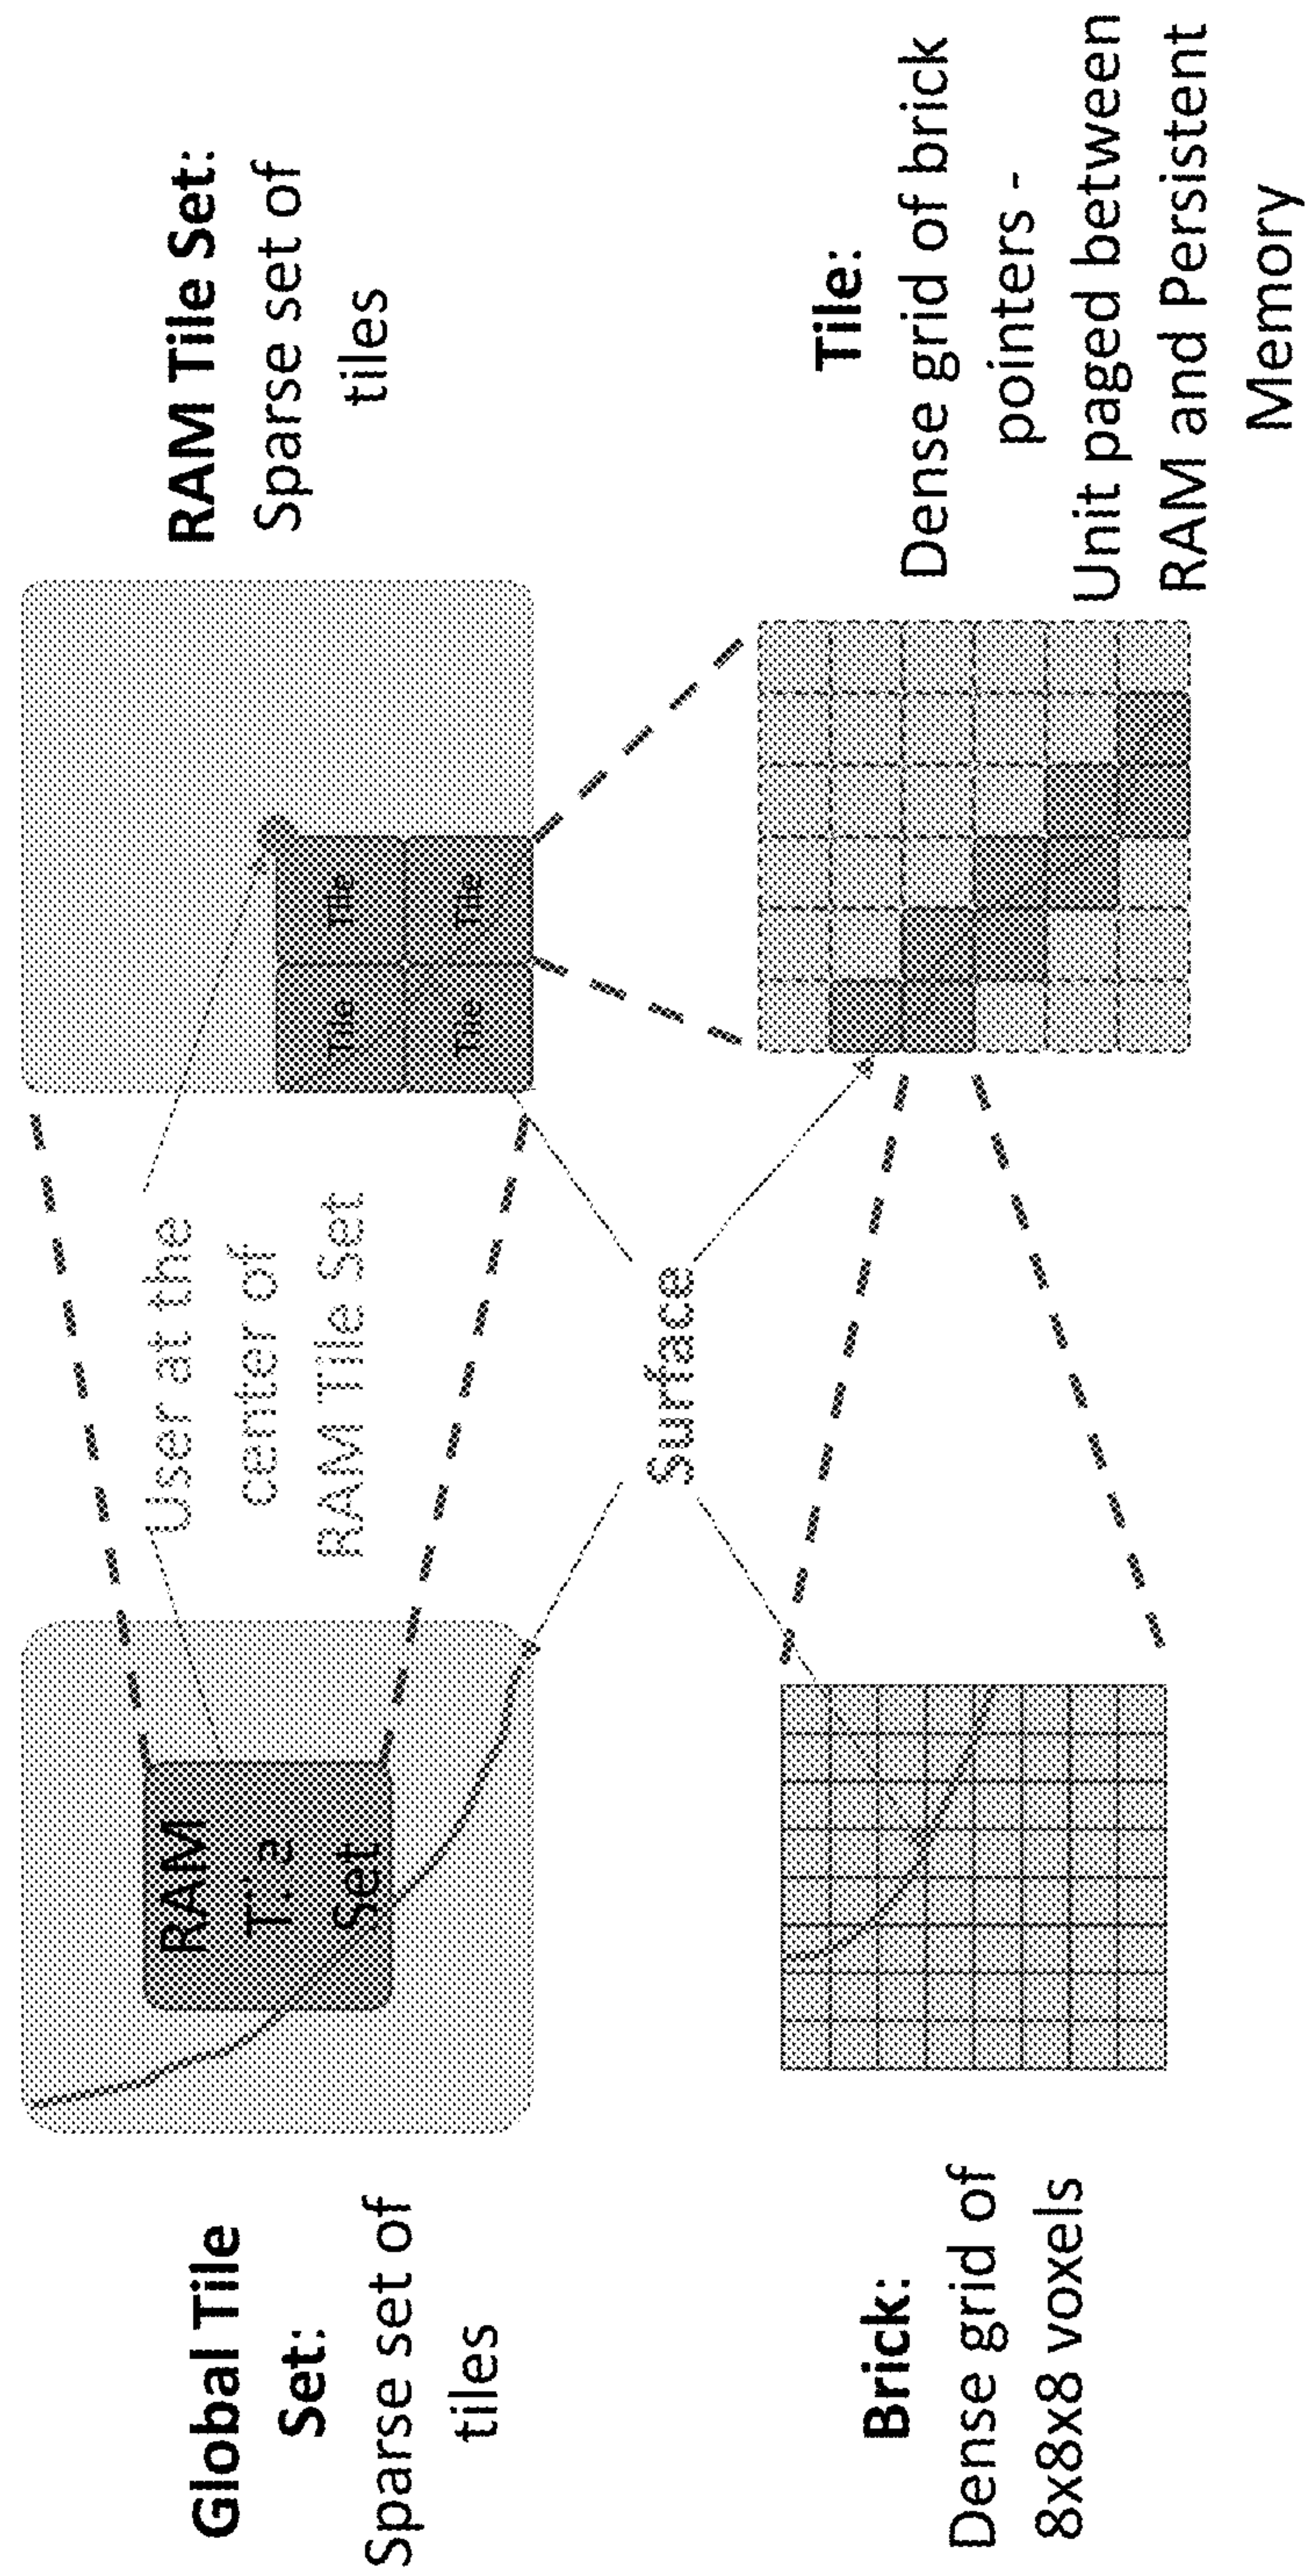 Global Tile
Set:
Sparse set of
tiles
RAM
Set
User at the
center of
RAM Tile Set
Tile
Tile
Tile
Tile
RAM Tile Set:
Sparse set of
tiles
Surface
Brick:
Dense grid of
8x8x8 voxels
Tile:
Dense grid of brick
pointers -
Unit paged between
RAM and Persistent
Memory